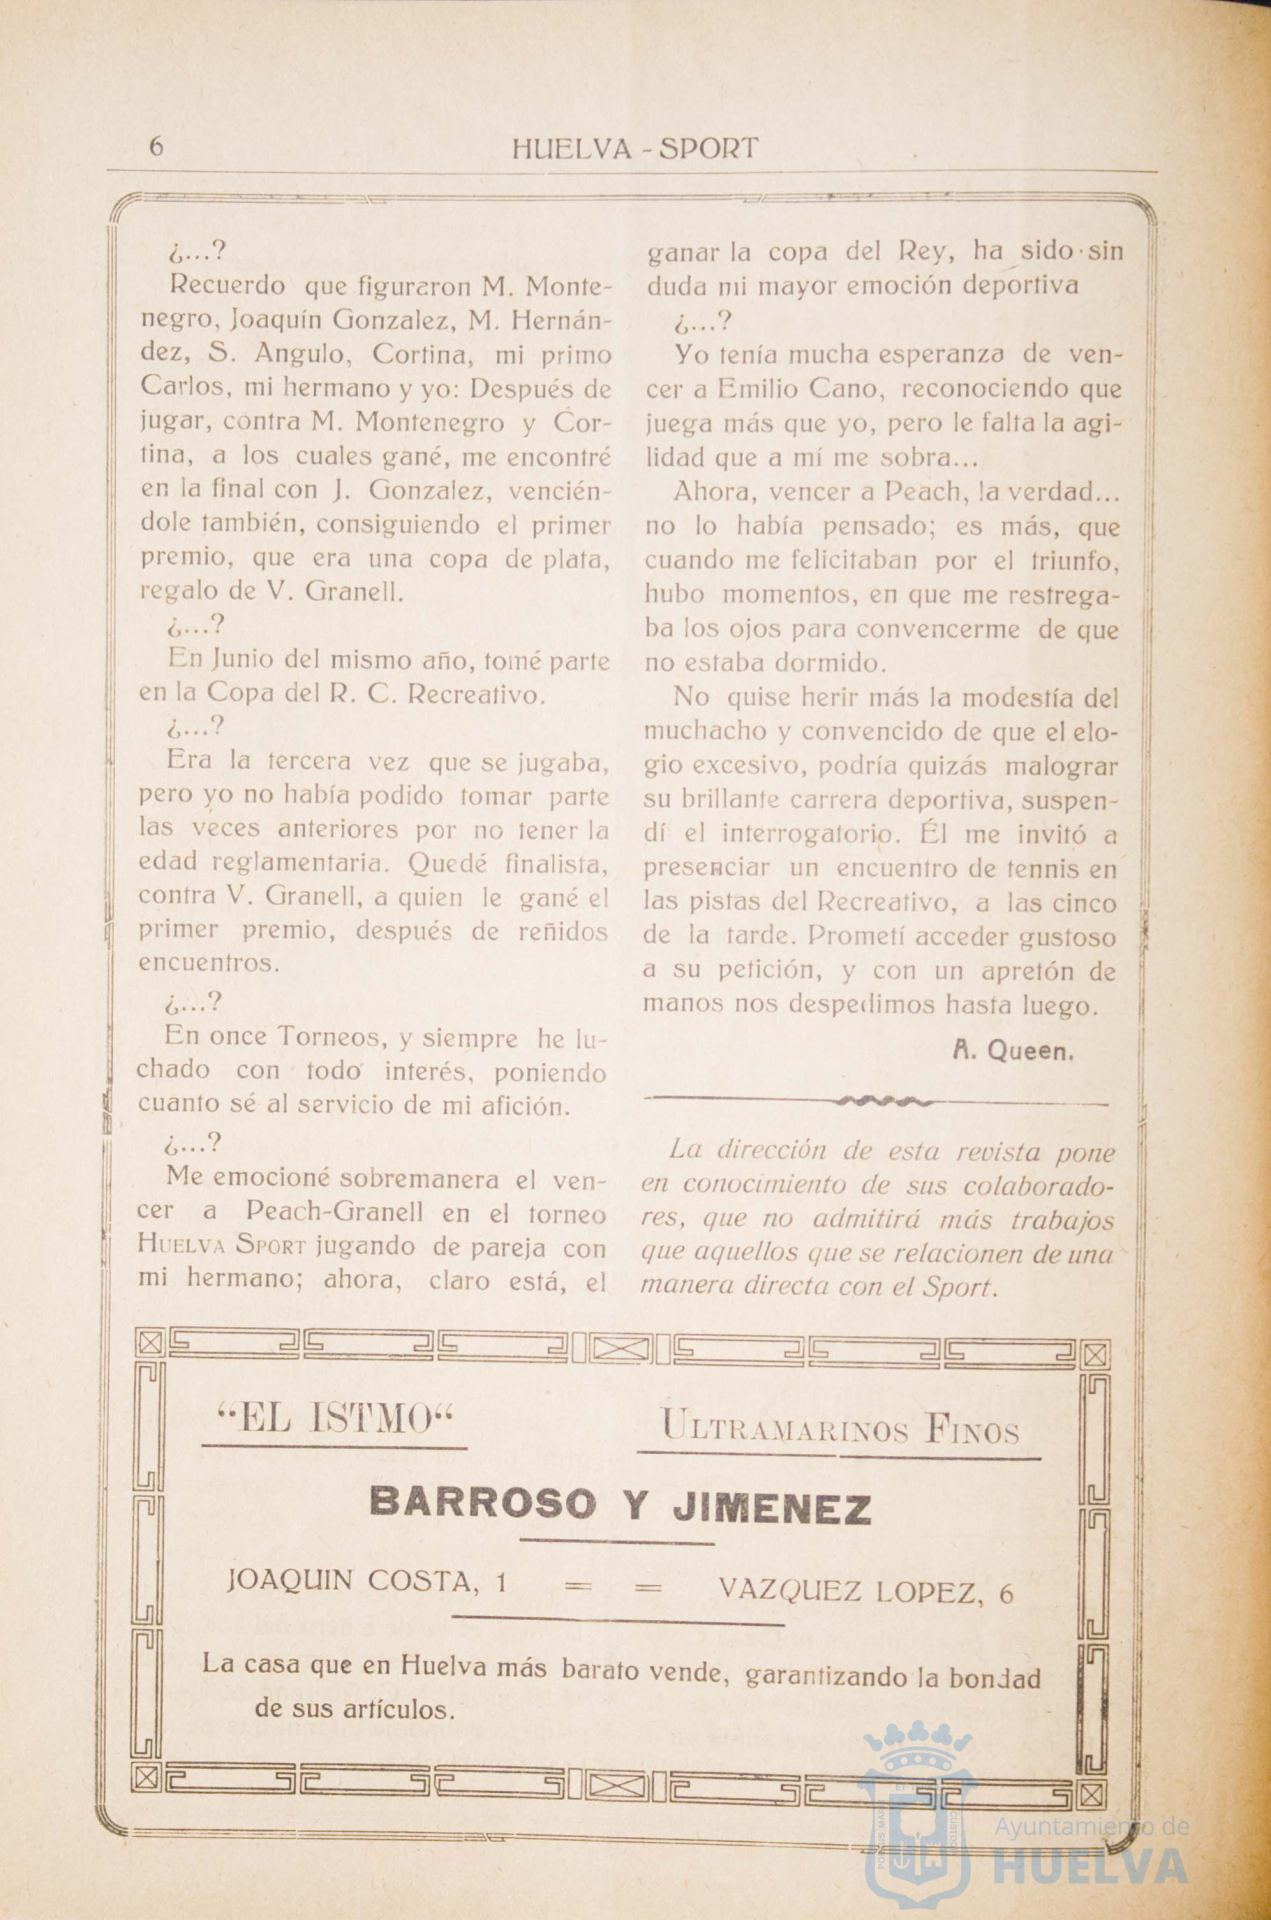 6
HUELVA - SPORT
¿...?
Recuerdo que figuraron M. Monte-
negro, Joaquín Gonzalez, M. Hernán-
dez, S. Angulo, Cortina, mi primo
Carlos, mi hermano y yo: Después de
jugar, contra M. Montenegro y Cor-
tina, a los cuales gané, me encontré
en la final con J. Gonzalez, vencién-
dole también, consiguiendo el primer
premio, que era una copa de plata,
regalo de V. Granell.
¿...?
En Junio del mismo año, tomé parte
en la Copa del R. C. Recreativo.
¿...?
Era la tercera vez que se jugaba,
pero yo no había podido tomar parte
las veces anteriores por no tener la
edad reglamentaria. Quedé finalista,
contra V. Granell, a quien le gané el
primer premio, después de reñidos
encuentros.
¿...?
En once Torneos, y siempre he lu-
chado con todo interés, poniendo
cuanto sé al servicio de mi afición.
¿...?
Me emocioné sobremanera el ven-
cer a Peach-Granell en el torneo
HUELVA SPORT jugando de pareja con
mi hermano; ahora, claro está, el
ganar la copa del Rey, ha sido sin
duda mi mayor emoción deportiva
¿...?
Yo tenía mucha esperanza de ven-
cer a Emilio Cano, reconociendo que
juega más que yo, pero le falta la agi-
lidad que a mí me sobra...
Ahora, vencer a Peach, la verdad...
no lo había pensado; es más, que
cuando me felicitaban por el triunfo,
hubo momentos, en que me restrega-
ba los ojos para convencerme de que
no estaba dormido.
No quise herir más la modestía del
muchacho y convencido de que el elo-
gio excesivo, podría quizás malograr
su brillante carrera deportiva, suspen-
dí el interrogatorio. Él me invitó a
presenciar un encuentro de tennis en
las pistas del Recreativo, a las cinco
de la tarde. Prometí acceder gustoso
a su petición, y con un apretón de
manos nos despedimos hasta luego.
A. Queen.
La dirección de esta revista pone
en conocimiento de sus colaborado-
res, que no admitirá más trabajos
que aquellos que se relacionen de una
manera directa con el Sport.
“EL ISTMO“
ULTRAMARINOS FINOS
BARROSO Y JIMENEZ
JOAQUIN COSTA, 1 = = VAZQUEZ LOPEZ, 6
La casa que en Huelva más barato vende, garantizando la bondad
de sus artículos.
Ayuntamiento de
HUELVA